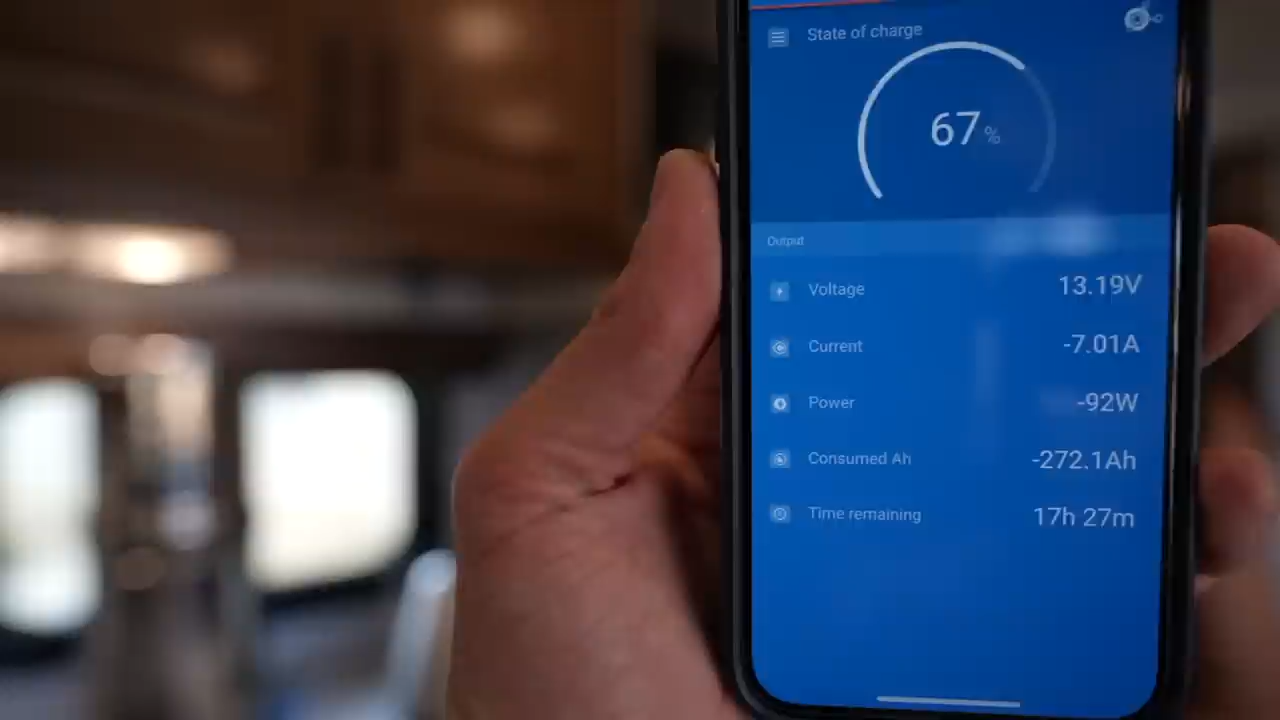 State of charge
67 %
Output
Voltage 13.19V
Current -7.01A
Power -92W
Consumed Ah -272.1Ah
Time remaining 17h 27m